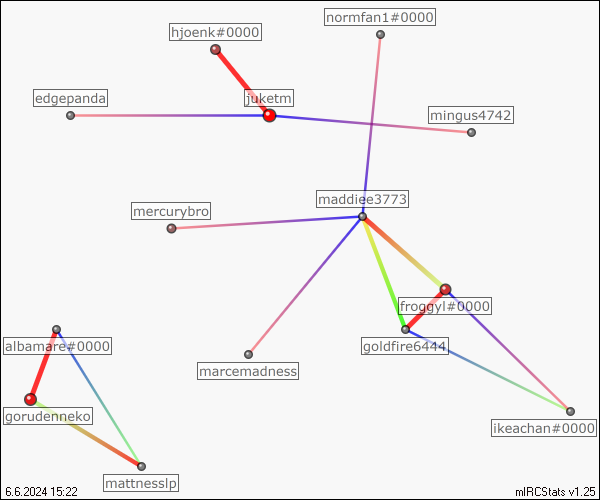 normfan1#0000
hjoenk#0000
edgepanda
juketm
mingus4742
maddiee3773
mercurybro
froggyl#0000
albamare#0000
goldfire6444
marcemadness
gorudenneko
ikeachan#0000
mattnesslp
6.6.2024 15:22
mIRCStats v1.25